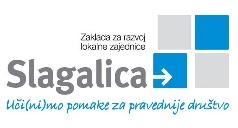 Zaklada za razvoj
lokalne zajednice
Slagalica
Uči(ni)mo pomake za pravednije društvo